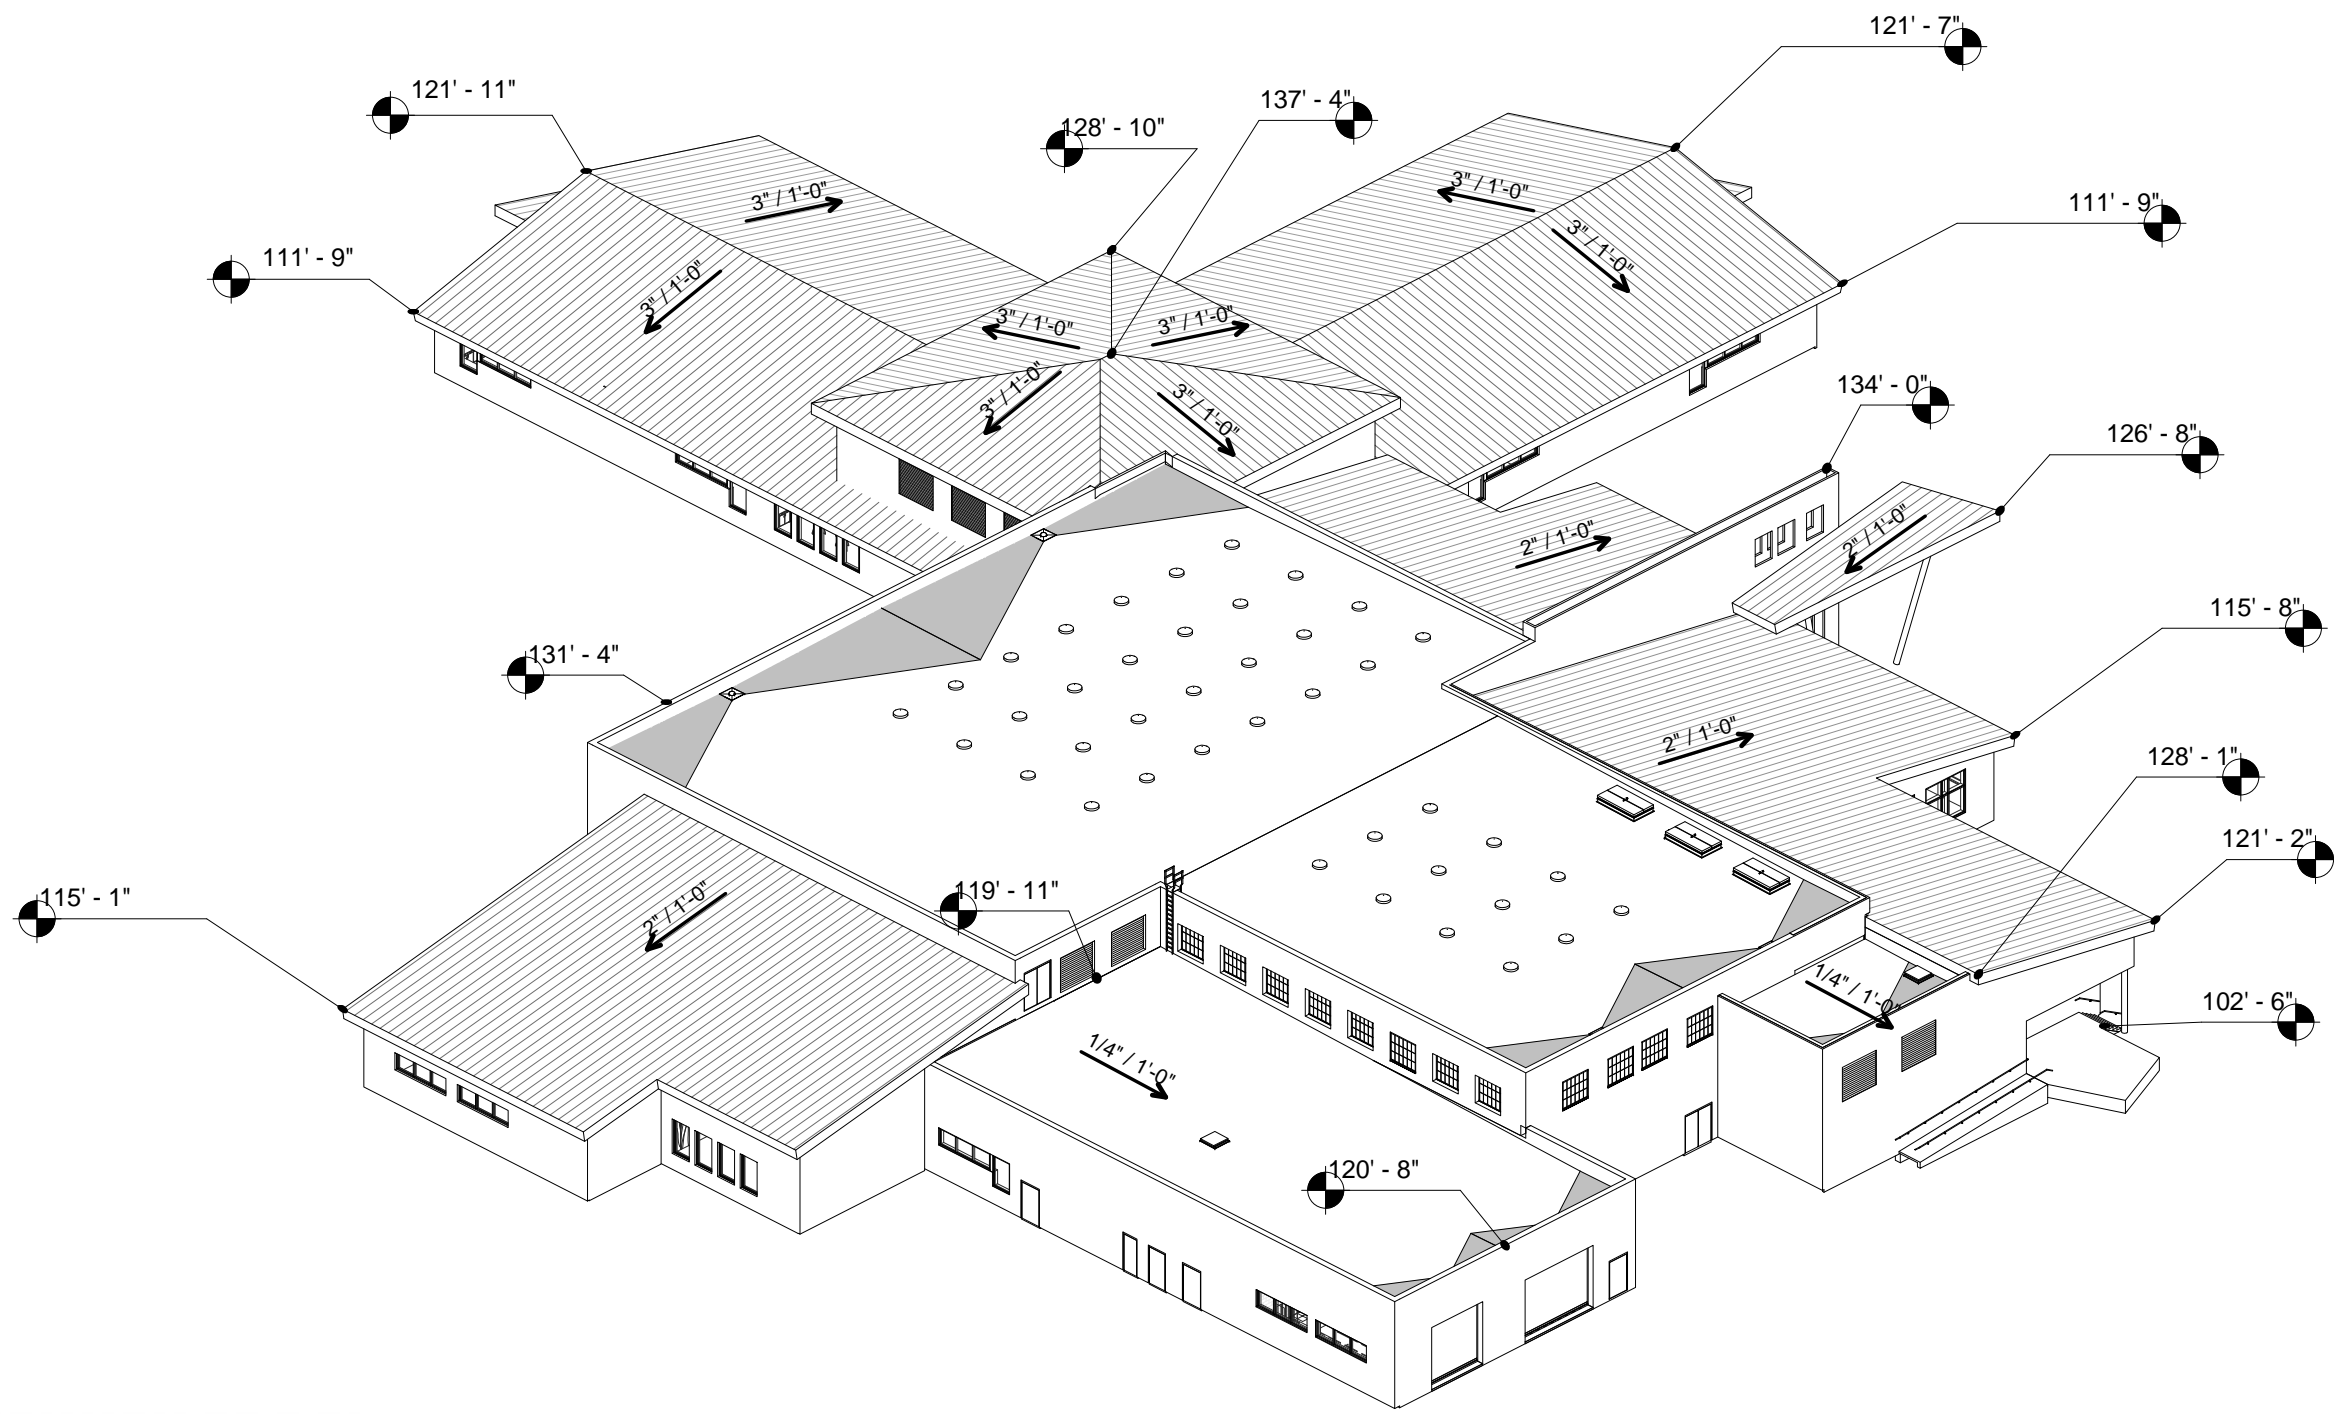 121' - 7"
121' - 11"
137' - 4"
128' - 10"
3" / 1'-0"
3" / 1'-0"
111' - 9"
3" / 1'-0"
111' - 9"
3" / 1'-0"
3" / 1'-0"
3" / 1'-0"
134' - 0"
3" / 1'-0"
3" / 1'-0"
126' - 8"
2" / 1'-0"
2" / 1'-0"
115' - 8"
131' - 4"
2" / 1'-0"
128' - 1"
121' - 2"
115' - 1"
119' - 11"
2" / 1'-0"
1/4" / 1'-0"
102' - 6"
1/4" / 1'-0"
120' - 8"